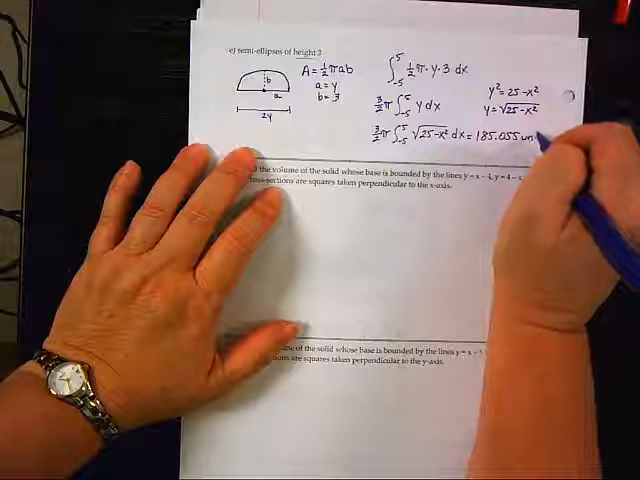 e) semi-ellipses of height 3
b
a
2y
A = ½πab
a = y
b = 3
∫₋₅⁵ ½π·y·3 dx
3/2 π ∫₋₅⁵ y dx
y² = 25-x²
y = √25-x²
3/2 π ∫₋₅⁵ √25-x² dx = 185.055 un
the volume of the solid whose base is bounded by the lines y = x - 4, y = 4 - x
cross-sections are squares taken perpendicular to the x-axis.
of the solid whose base is bounded by the lines y = x -
are squares taken perpendicular to the y-axis.